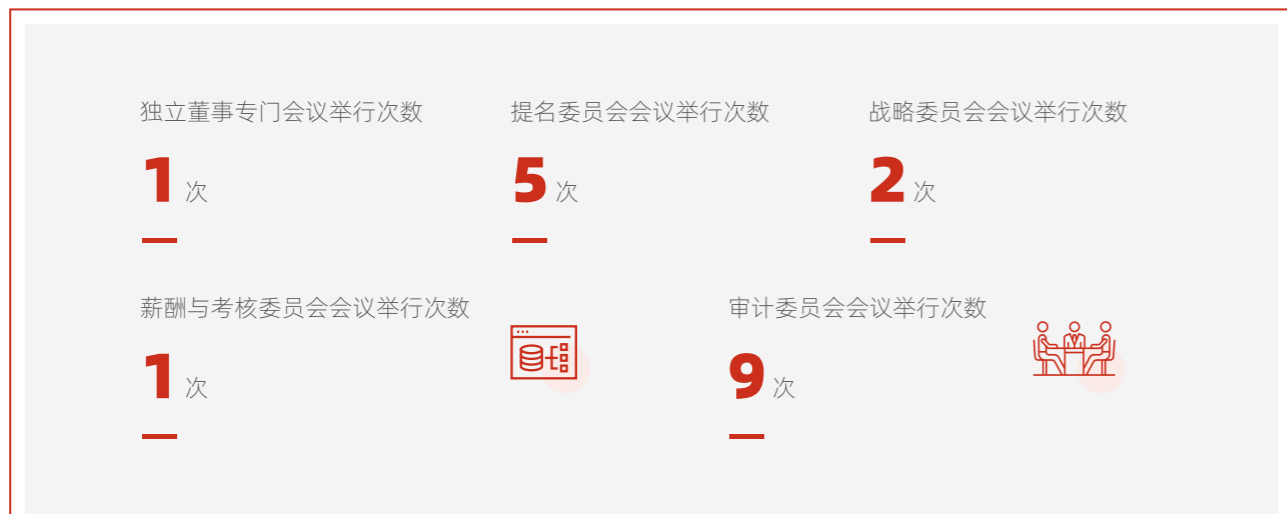 独立董事专门会议举行次数
提名委员会会议举行次数
战略委员会会议举行次数
1 次
5 次
2 次
薪酬与考核委员会会议举行次数
审计委员会会议举行次数
1 次
9 次